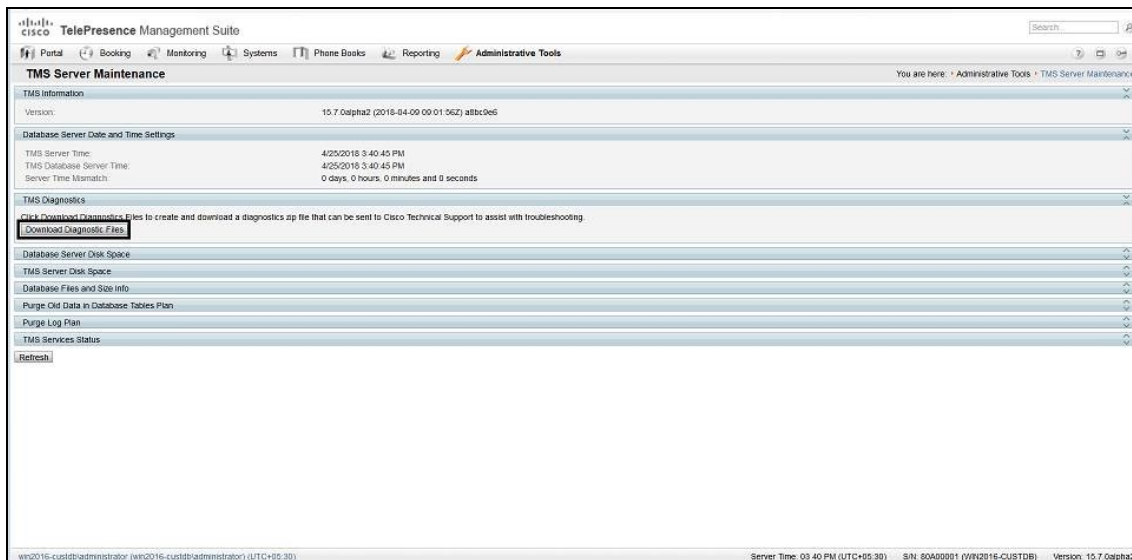 CISCO TelePresence Management Suite
Search
Portal Booking Monitoring Systems Phone Books Reporting Administrative Tools
TMS Server Maintenance
You are here: Administrative Tools TMS Server Maintenance
TMS Information
Version: 15.7.0alpha2 (2018-04-09 09:01:56Z) a8bc9e6
Database Server Date and Time Settings
TMS Server Time: 4/25/2018 3:40:45 PM
TMS Database Server Time: 4/25/2018 3:40:45 PM
Server Time Mismatch 0 days, 0 hours, 0 minutes and 0 seconds
TMS Diagnostics
Click Download Diagnostics Files to create and download a diagnostics zip file that can be sent to Cisco Technical Support to assist with troubleshooting.
Download Diagnostic Files
Database Server Disk Space
TMS Server Disk Space
Database Files and Size Info
Purge Old Data in Database Tables Plan
Purge Log Plan
TMS Services Status
Refresh
win2016-custdb\administrator (win2016-custdb\administrator) (UTC+05:30)
Server Time: 03:40 PM (UTC+05:30) S/N: 80A00001 (WIN2016-CUSTDB) Version: 15.7.0alpha2